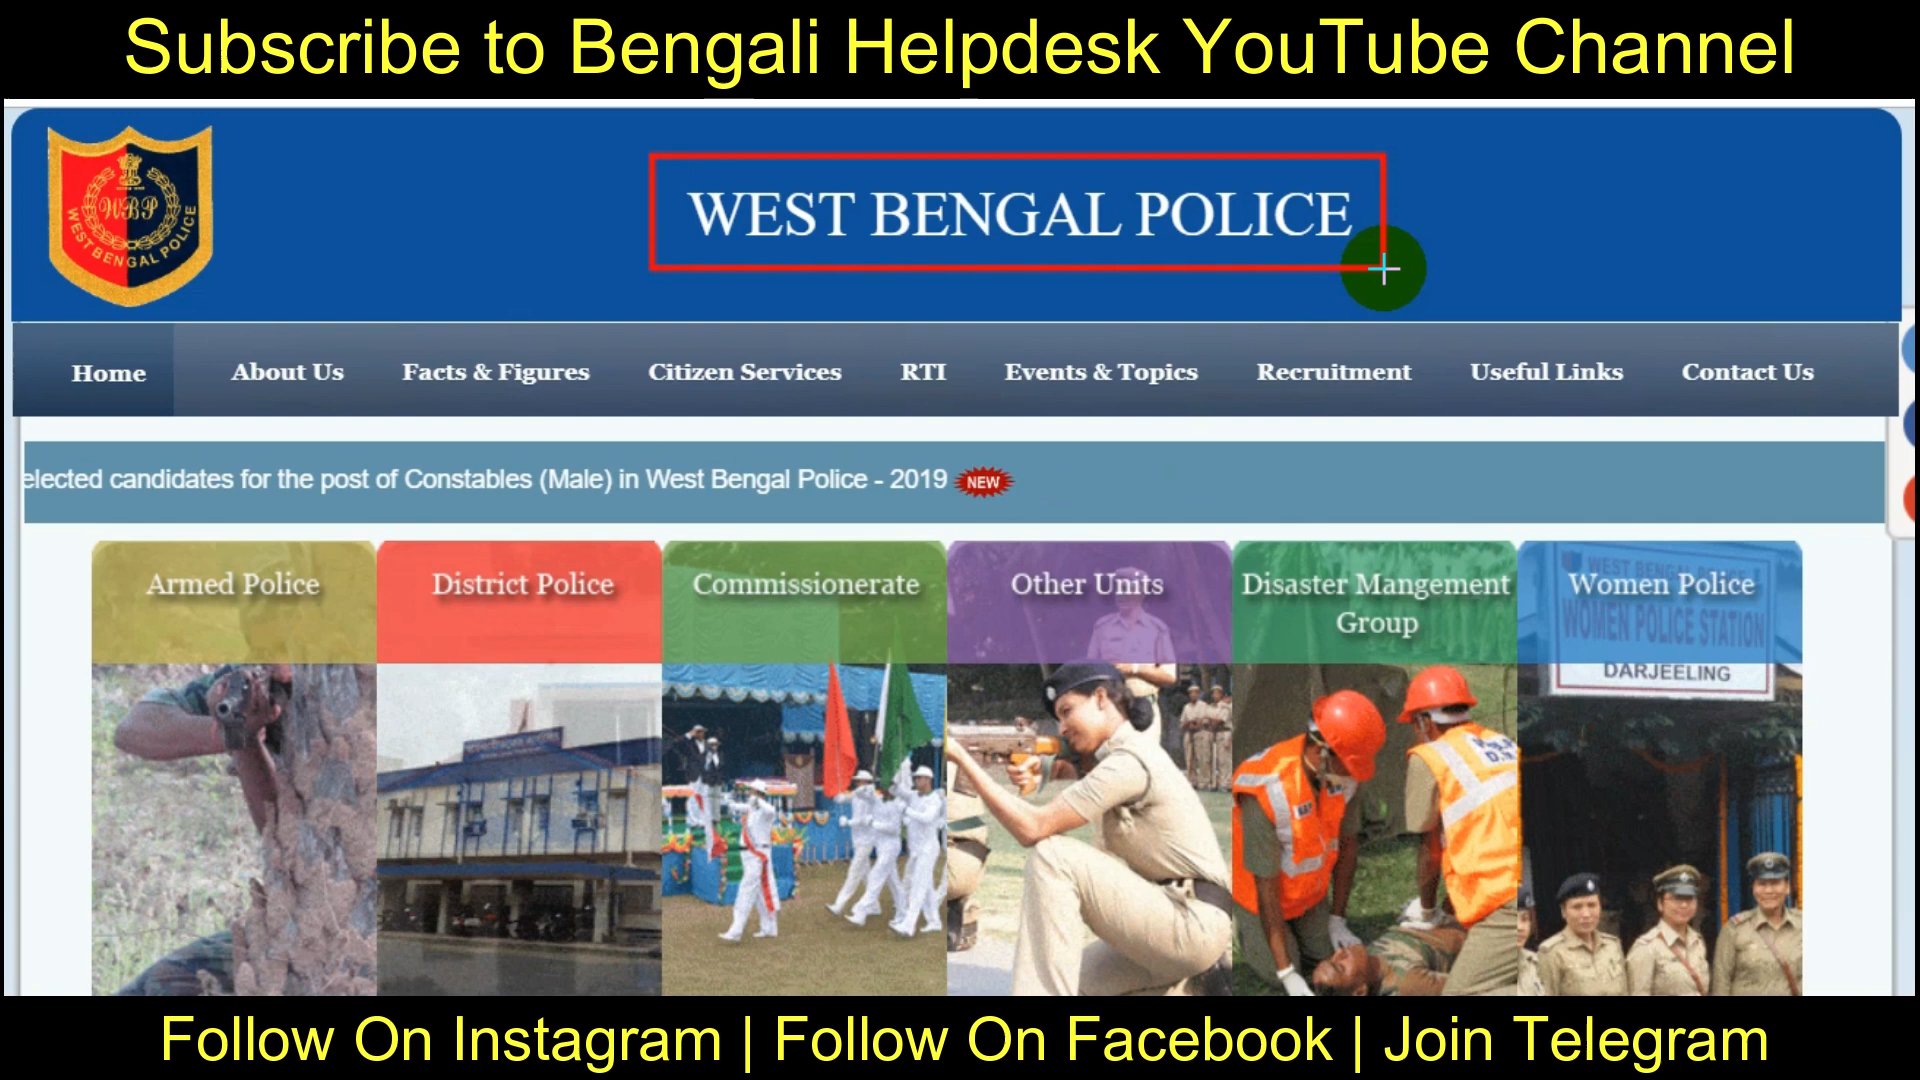 Subscribe to Bengali Helpdesk YouTube Channel
WBP
WEST BENGAL POLICE
WEST BENGAL POLICE
Home About Us Facts & Figures Citizen Services RTI Events & Topics Recruitment Useful Links Contact Us
elected candidates for the post of Constables (Male) in West Bengal Police - 2019 NEW
Armed Police District Police Commissionerate Other Units Disaster Mangement Women Police
Group
WOMEN POLICE STATION
DARJEELING
Follow On Instagram | Follow On Facebook | Join Telegram